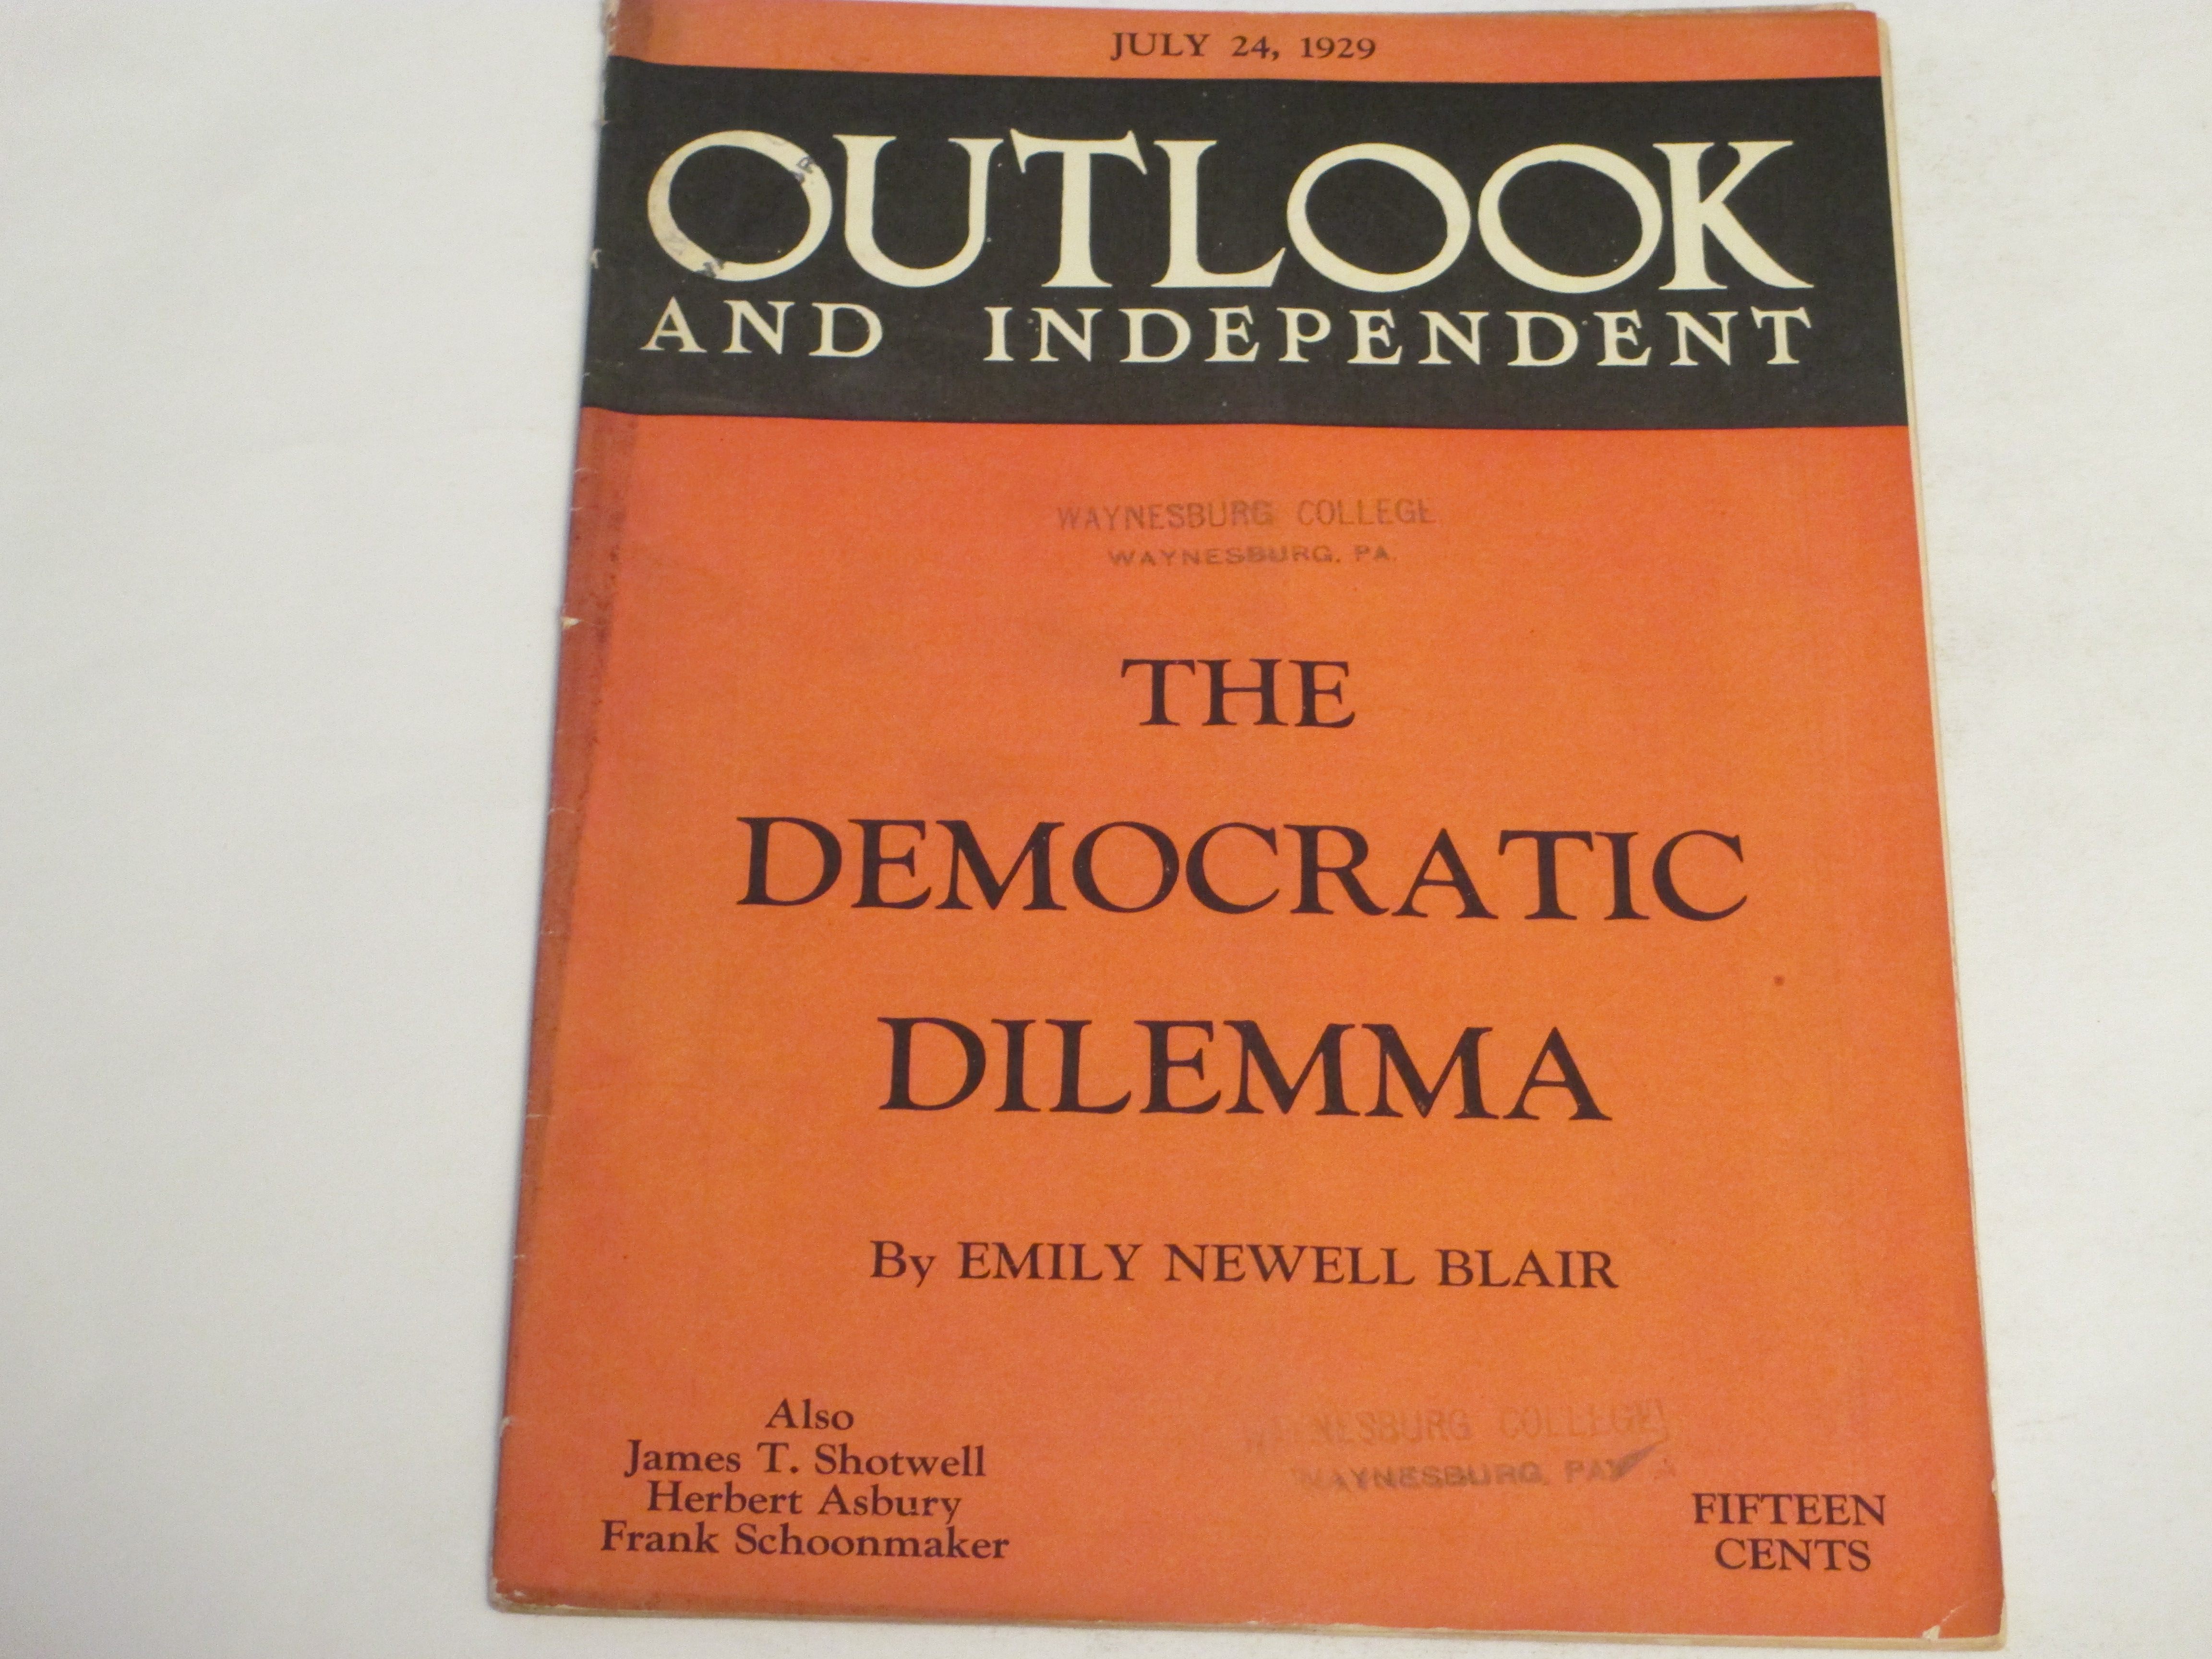 JULY 24, 1929
OUTLOOK
AND INDEPENDENT
WAYNESBURG COLLEGE
WAYNESBURG, PA.
THE
DEMOCRATIC
DILEMMA
By EMILY NEWELL BLAIR
Also
James T. Shotwell
Herbert Asbury
Frank Schoonmaker
COLLEGE
WAYNESBURG, PA
FIFTEEN
CENTS